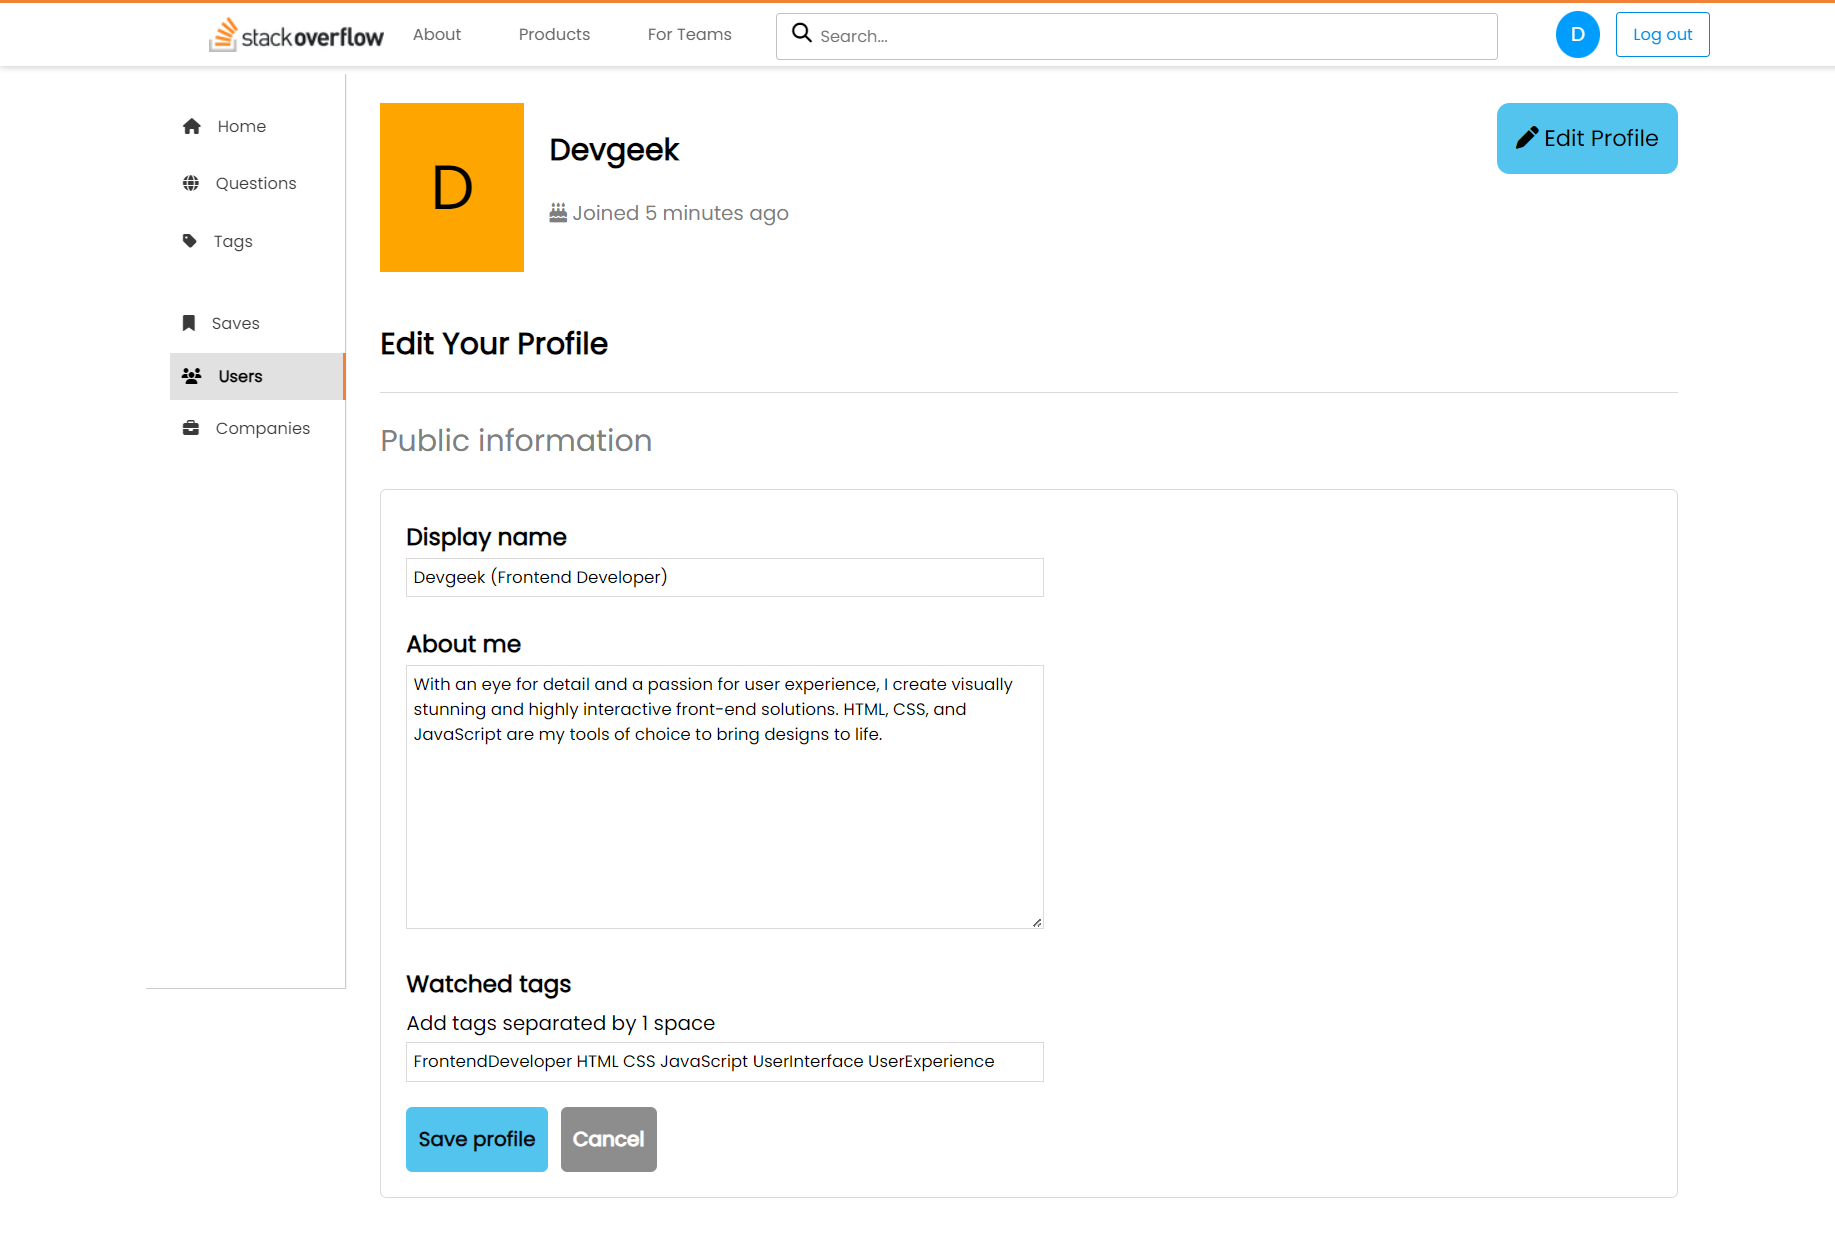 stackoverflow About Products For Teams Search... D Log out
Home
Questions
Tags
Saves
Users
Companies
D
Devgeek
Joined 5 minutes ago
Edit Profile
Edit Your Profile
Public information
Display name
Devgeek (Frontend Developer)
About me
With an eye for detail and a passion for user experience, I create visually
stunning and highly interactive front-end solutions. HTML, CSS, and
JavaScript are my tools of choice to bring designs to life.
Watched tags
Add tags separated by 1 space
FrontendDeveloper HTML CSS JavaScript UserInterface UserExperience
Save profile Cancel